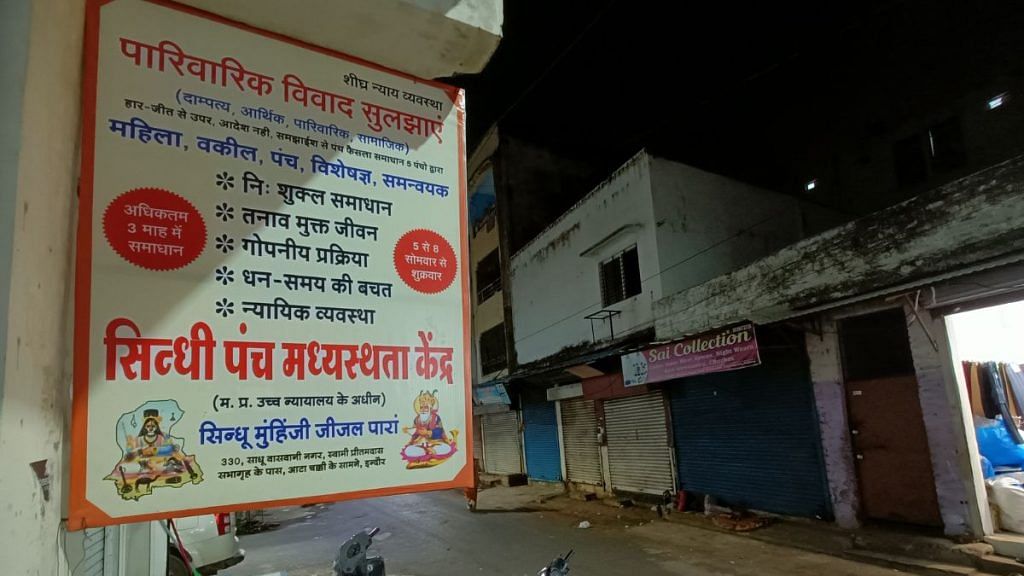 शीघ्र न्याय व्यवस्था
पारिवारिक विवाद सुलझाएं
(दाम्पत्य, आर्थिक, पारिवारिक, सामाजिक)
हार-जीत से उपर, आदेश नही, समझाईश से पंच फैसला समाधान 5 पंचो द्वारा
महिला, वकील, पंच, विशेषज्ञ, समन्वयक
अधिकतम
3 माह में
समाधान
✻ निः शुक्ल समाधान
✻ तनाव मुक्त जीवन
✻ गोपनीय प्रक्रिया
✻ धन-समय की बचत
✻ न्यायिक व्यवस्था
5 से 8
सोमवार से
शुक्रवार
सिन्धी पंच मध्यस्थता केंद्र
(म. प्र. उच्च न्यायालय के अधीन)
सिन्धू मुंहिंजी जीजल पारां
330, साधू वासवानी नगर, स्वामी प्रीतमदास
सभागृह के पास, आटा चक्की के सामने, इन्दौर
Sai Collection